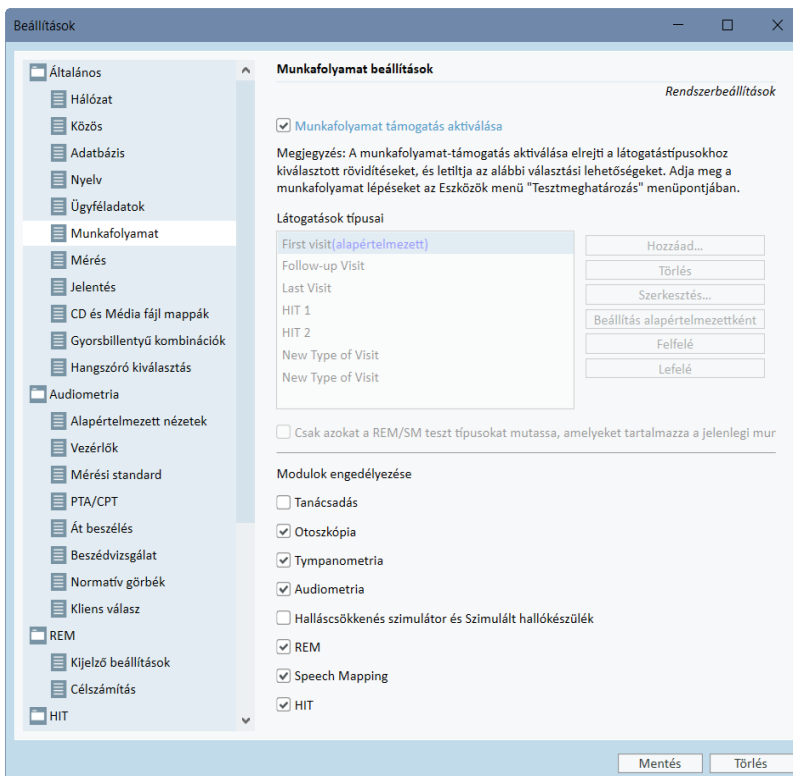 Beállítások
Általános
Hálózat
Közös
Adatbázis
Nyelv
Ügyféladatok
Munkafolyamat
Mérés
Jelentés
CD és Média fájl mappák
Gyorsbillentyű kombinációk
Hangszóró kiválasztás
Audiometria
Alapértelmezett nézetek
Vezérlők
Mérési standard
PTA/CPT
Át beszélés
Beszédvizsgálat
Normatív görbék
Kliens válasz
REM
Kijelző beállítások
Célszámítás
HIT
Munkafolyamat beállítások
Rendszerbeállítások
Munkafolyamat támogatás aktiválása
Megjegyzés: A munkafolyamat-támogatás aktiválása elrejti a látogatástípusokhoz
kiválasztott rövidítéseket, és letiltja az alábbi választási lehetőségeket. Adja meg a
munkafolyamat lépéseket az Eszközök menü "Tesztmeghatározás" menüpontjában.
Látogatások típusai
First visit(alapértelmezett)
Follow-up Visit
Last Visit
HIT 1
HIT 2
New Type of Visit
New Type of Visit
Hozzáad...
Törlés
Szerkesztés...
Beállítás alapértelmezettként
Felfelé
Lefelé
Csak azokat a REM/SM teszt típusokat mutassa, amelyeket tartalmazza a jelenlegi mur
Modulok engedélyezése
Tanácsadás
Otoszkópia
Tympanometria
Audiometria
Halláscsökkenés szimulátor és Szimulált hallókészülék
REM
Speech Mapping
HIT
Mentés
Törlés